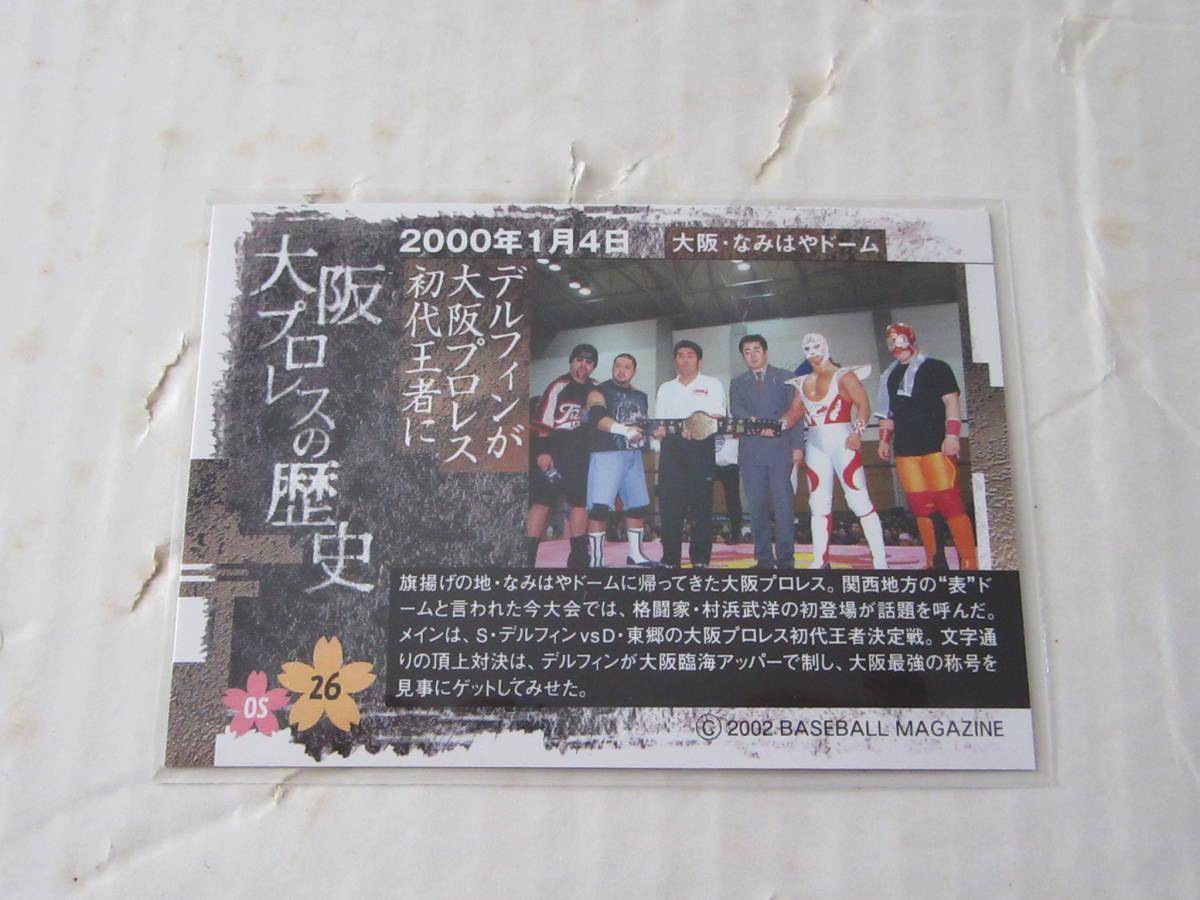 大阪プロレスの歴史
2000年1月4日
大阪・なみはやドーム
デルフィンが
大阪プロレス
初代王者に
旗揚げの地・なみはやドームに帰ってきた大阪プロレス。関西地方の“表”ド
ームと言われた今大会では、格闘家・村浜武洋の初登場が話題を呼んだ。
メインは、S・デルフィンvsD・東郷の大阪プロレス初代王者決定戦。文字通
りの頂上対決は、デルフィンが大阪臨海アッパーで制し、大阪最強の称号を
見事にゲットしてみせた。
OS
26
© 2002 BASEBALL MAGAZINE